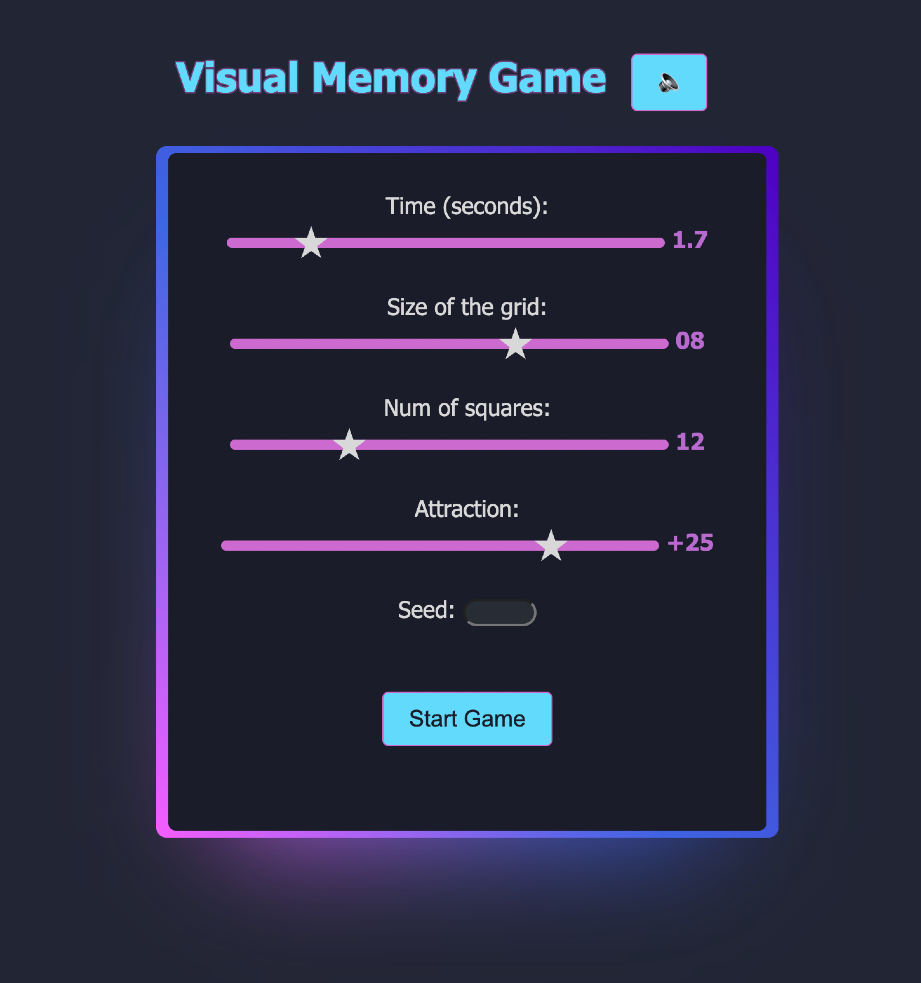 Visual Memory Game
Time (seconds):
1.7
Size of the grid:
08
Num of squares:
12
Attraction:
+25
Seed:
Start Game